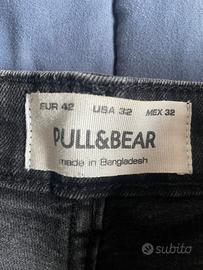 EUR 42 USA 32 MEX 32
PULL&BEAR
made in Bangladesh
subito